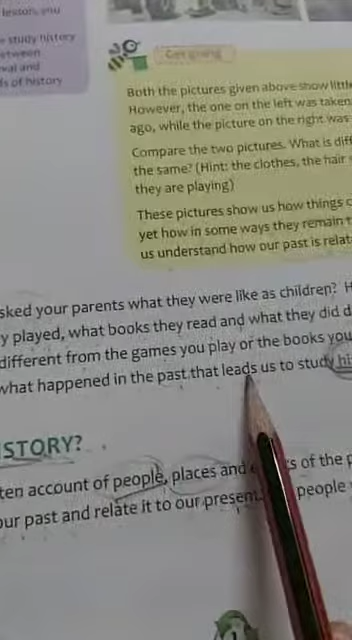 lesson, you
study history
between
val and
ds of history
Get going
Both the pictures given above show little
However, the one on the left was taken
ago, while the picture on the right was
Compare the two pictures. What is diff
the same? (Hint: the clothes, the hair s
they are playing)
These pictures show us how things c
yet how in some ways they remain t
us understand how our past is relat
sked your parents what they were like as children? H
y played, what books they read and what they did d
different from the games you play or the books you
what happened in the past that leads us to study hi
STORY?
ten account of people, places and of the p
our past and relate it to our present. people